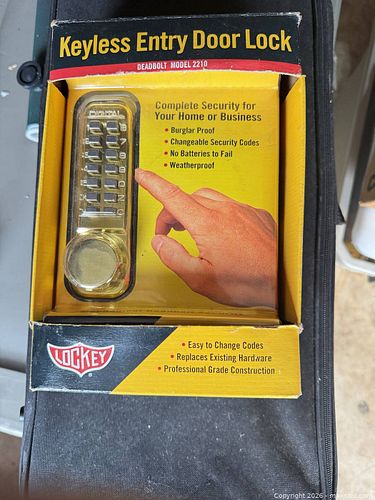 Keyless Entry Door Lock
DEADBOLT MODEL 2210
Complete Security for
Your Home or Business
• Burglar Proof
• Changeable Security Codes
• No Batteries to Fail
• Weatherproof
Digital
LOCKEY
• Easy to Change Codes
• Replaces Existing Hardware
• Professional Grade Construction